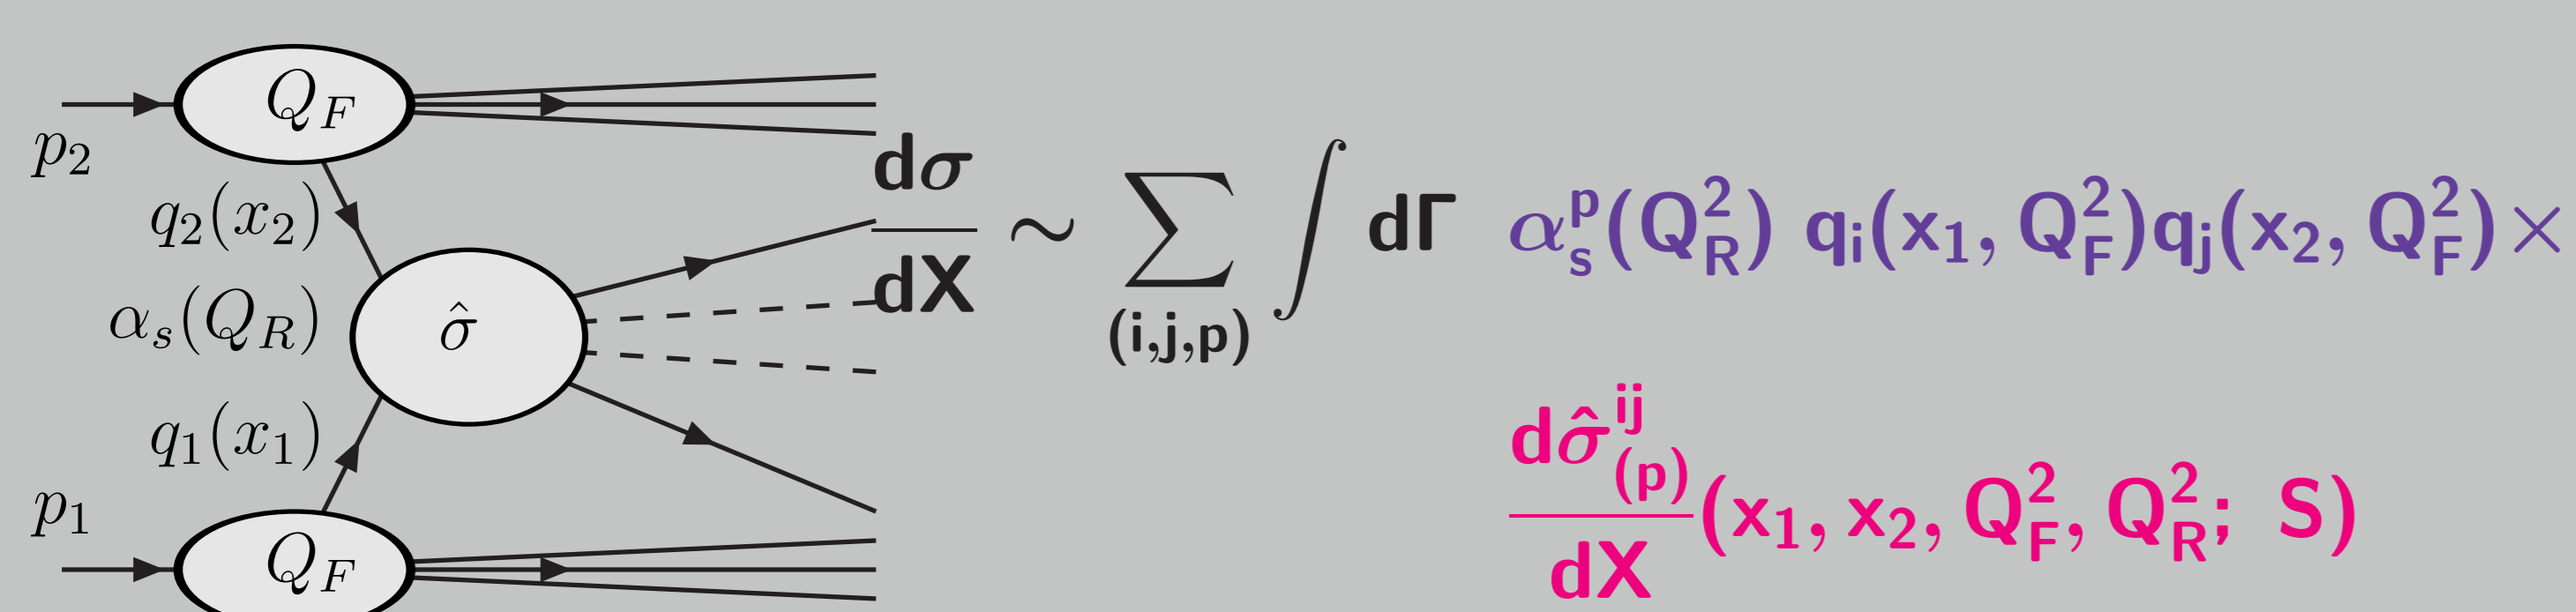 Q_F
p_2
q_2(x_2)
α_s(Q_R)
σ̂
q_1(x_1)
p_1
Q_F
dσ/dX ∼ ∑_(i,j,p) ∫ dΓ α_s^p(Q_R^2) q_i(x_1, Q_F^2)q_j(x_2, Q_F^2)×
dσ̂^ij_(p)/dX (x_1, x_2, Q_F^2, Q_R^2; S)